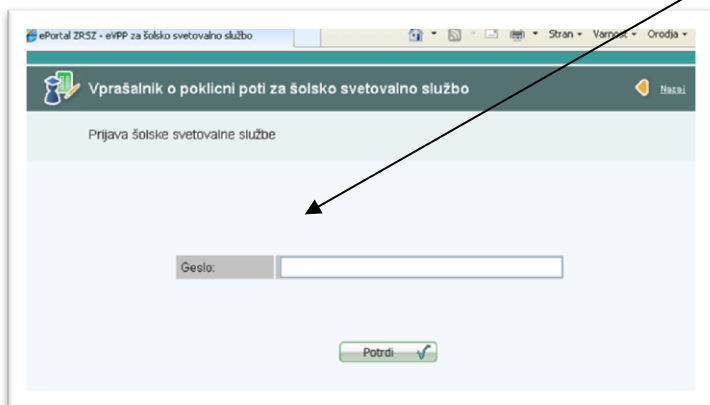 ePortal ZRSZ - eVPP za šolsko svetovalno službo
Stran Varnost Orodja
Vprašalnik o poklicni poti za šolsko svetovalno službo
Nazaj
Prijava šolske svetovalne službe
Geslo:
Potrdi